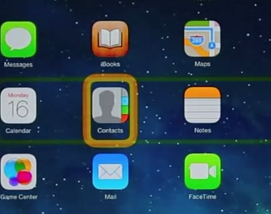 Messages
iBooks
Maps
Monday
16
Calendar
Contacts
Notes
Game Center
Mail
FaceTime